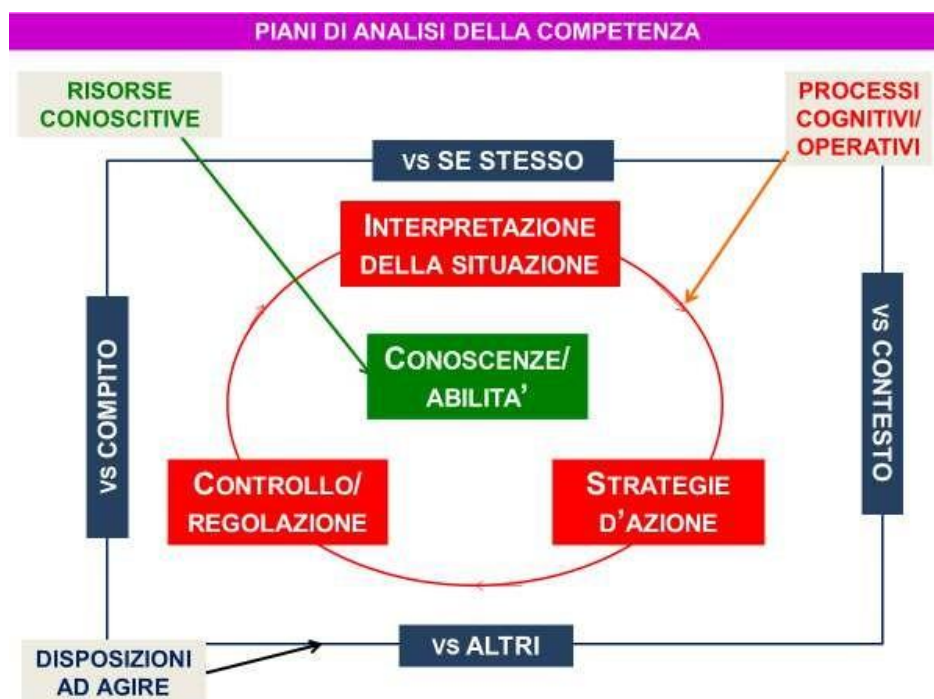 PIANI DI ANALISI DELLA COMPETENZA
RISORSE
CONOSCITIVE
PROCESSI
COGNITIVI/
OPERATIVI
VS SE STESSO
INTERPRETAZIONE
DELLA SITUAZIONE
VS COMPITO
CONOSCENZE/
ABILITA'
VS CONTESTO
CONTROLLO/
REGOLAZIONE
STRATEGIE
D'AZIONE
VS ALTRI
DISPOSIZIONI
AD AGIRE